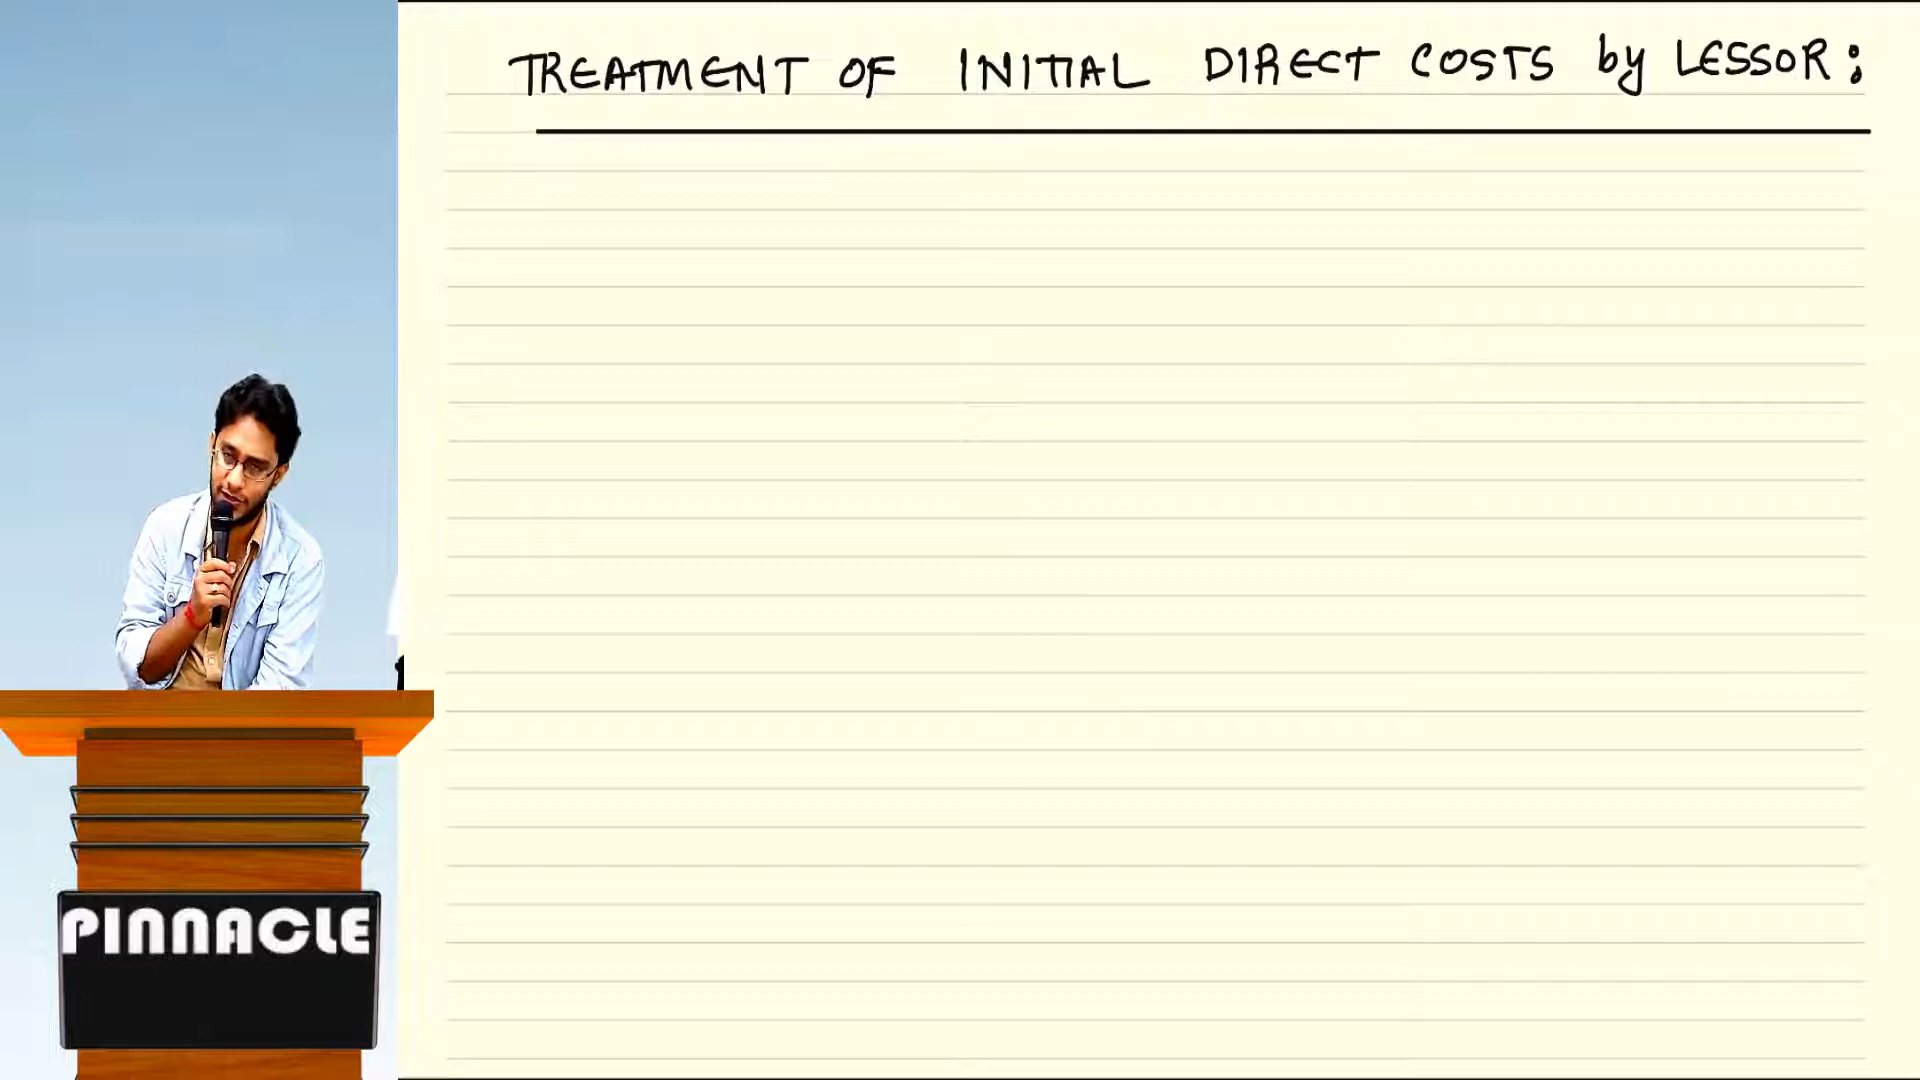 TREATMENT OF INITIAL DIRECT COSTS by LESSOR:
PINNACLE